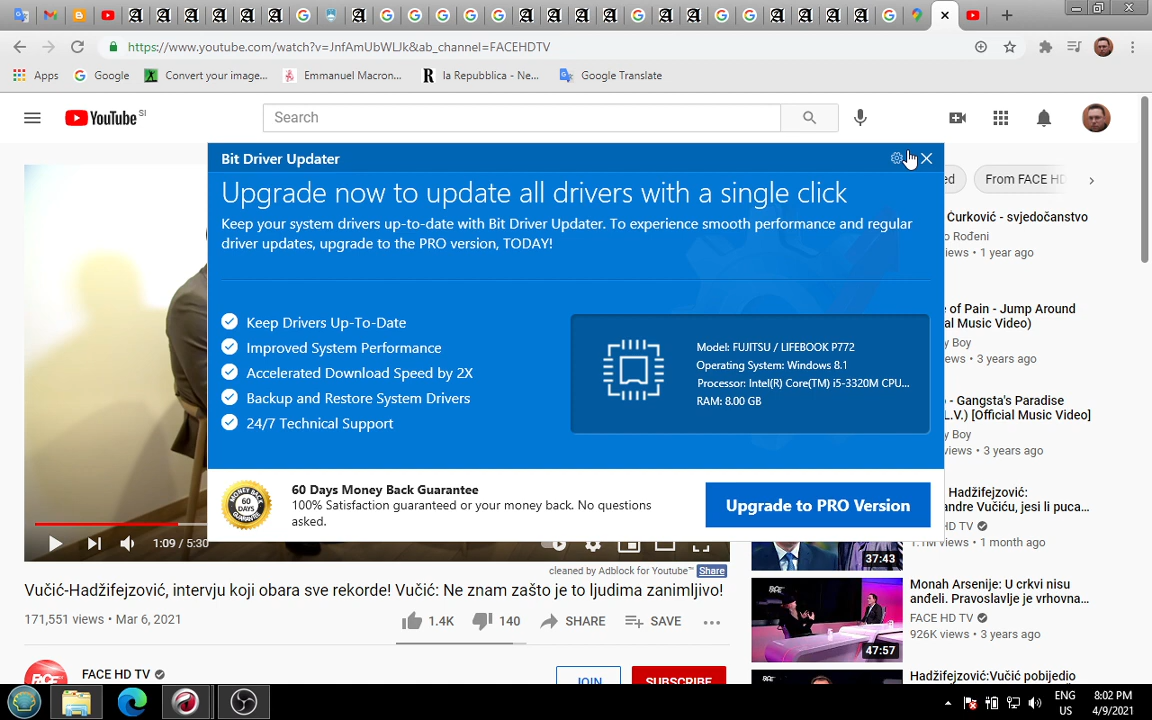 https://www.youtube.com/watch?v=JnfAmUbWLJk&ab_channel=FACEHDTV
Apps
Google
Convert your image...
Emmanuel Macron...
la Repubblica - Ne...
Google Translate
YouTube SI
Search
Bit Driver Updater
Upgrade now to update all drivers with a single click
Keep your system drivers up-to-date with Bit Driver Updater. To experience smooth performance and regular
driver updates, upgrade to the PRO version, TODAY!
Keep Drivers Up-To-Date
Improved System Performance
Accelerated Download Speed by 2X
Backup and Restore System Drivers
24/7 Technical Support
Model: FUJITSU / LIFEBOOK P772
Operating System: Windows 8.1
Processor: Intel(R) Core(TM) i5-3320M CPU...
RAM: 8.00 GB
MONEY BACK
60
DAYS
60 Days Money Back Guarantee
100% Satisfaction guaranteed or your money back. No questions
asked.
Upgrade to PRO Version
From FACE HD
Ćurković - svjedočanstvo
Rođeni
1 year ago
of Pain - Jump Around
Music Video)
Boy
3 years ago
- Gangsta's Paradise
L.V.) [Official Music Video]
Boy
3 years ago
Hadžifejzović:
Vučiću, jesi li puca...
HD TV
1.1M views • 1 month ago
37:43
Monah Arsenije: U crkvi nisu
anđeli. Pravoslavlje je vrhovna...
FACE HD TV
926K views • 3 years ago
47:57
Hadžifejzović:Vučić pobijedio
1:09 / 5:30
cleaned by Adblock for Youtube™ Share
Vučić-Hadžifejzović, intervju koji obara sve rekorde! Vučić: Ne znam zašto je to ljudima zanimljivo!
171,551 views • Mar 6, 2021
1.4K
140
SHARE
SAVE
FACE HD TV
JOIN
SUBSCRIBE
ENG
US
8:02 PM
4/9/2021